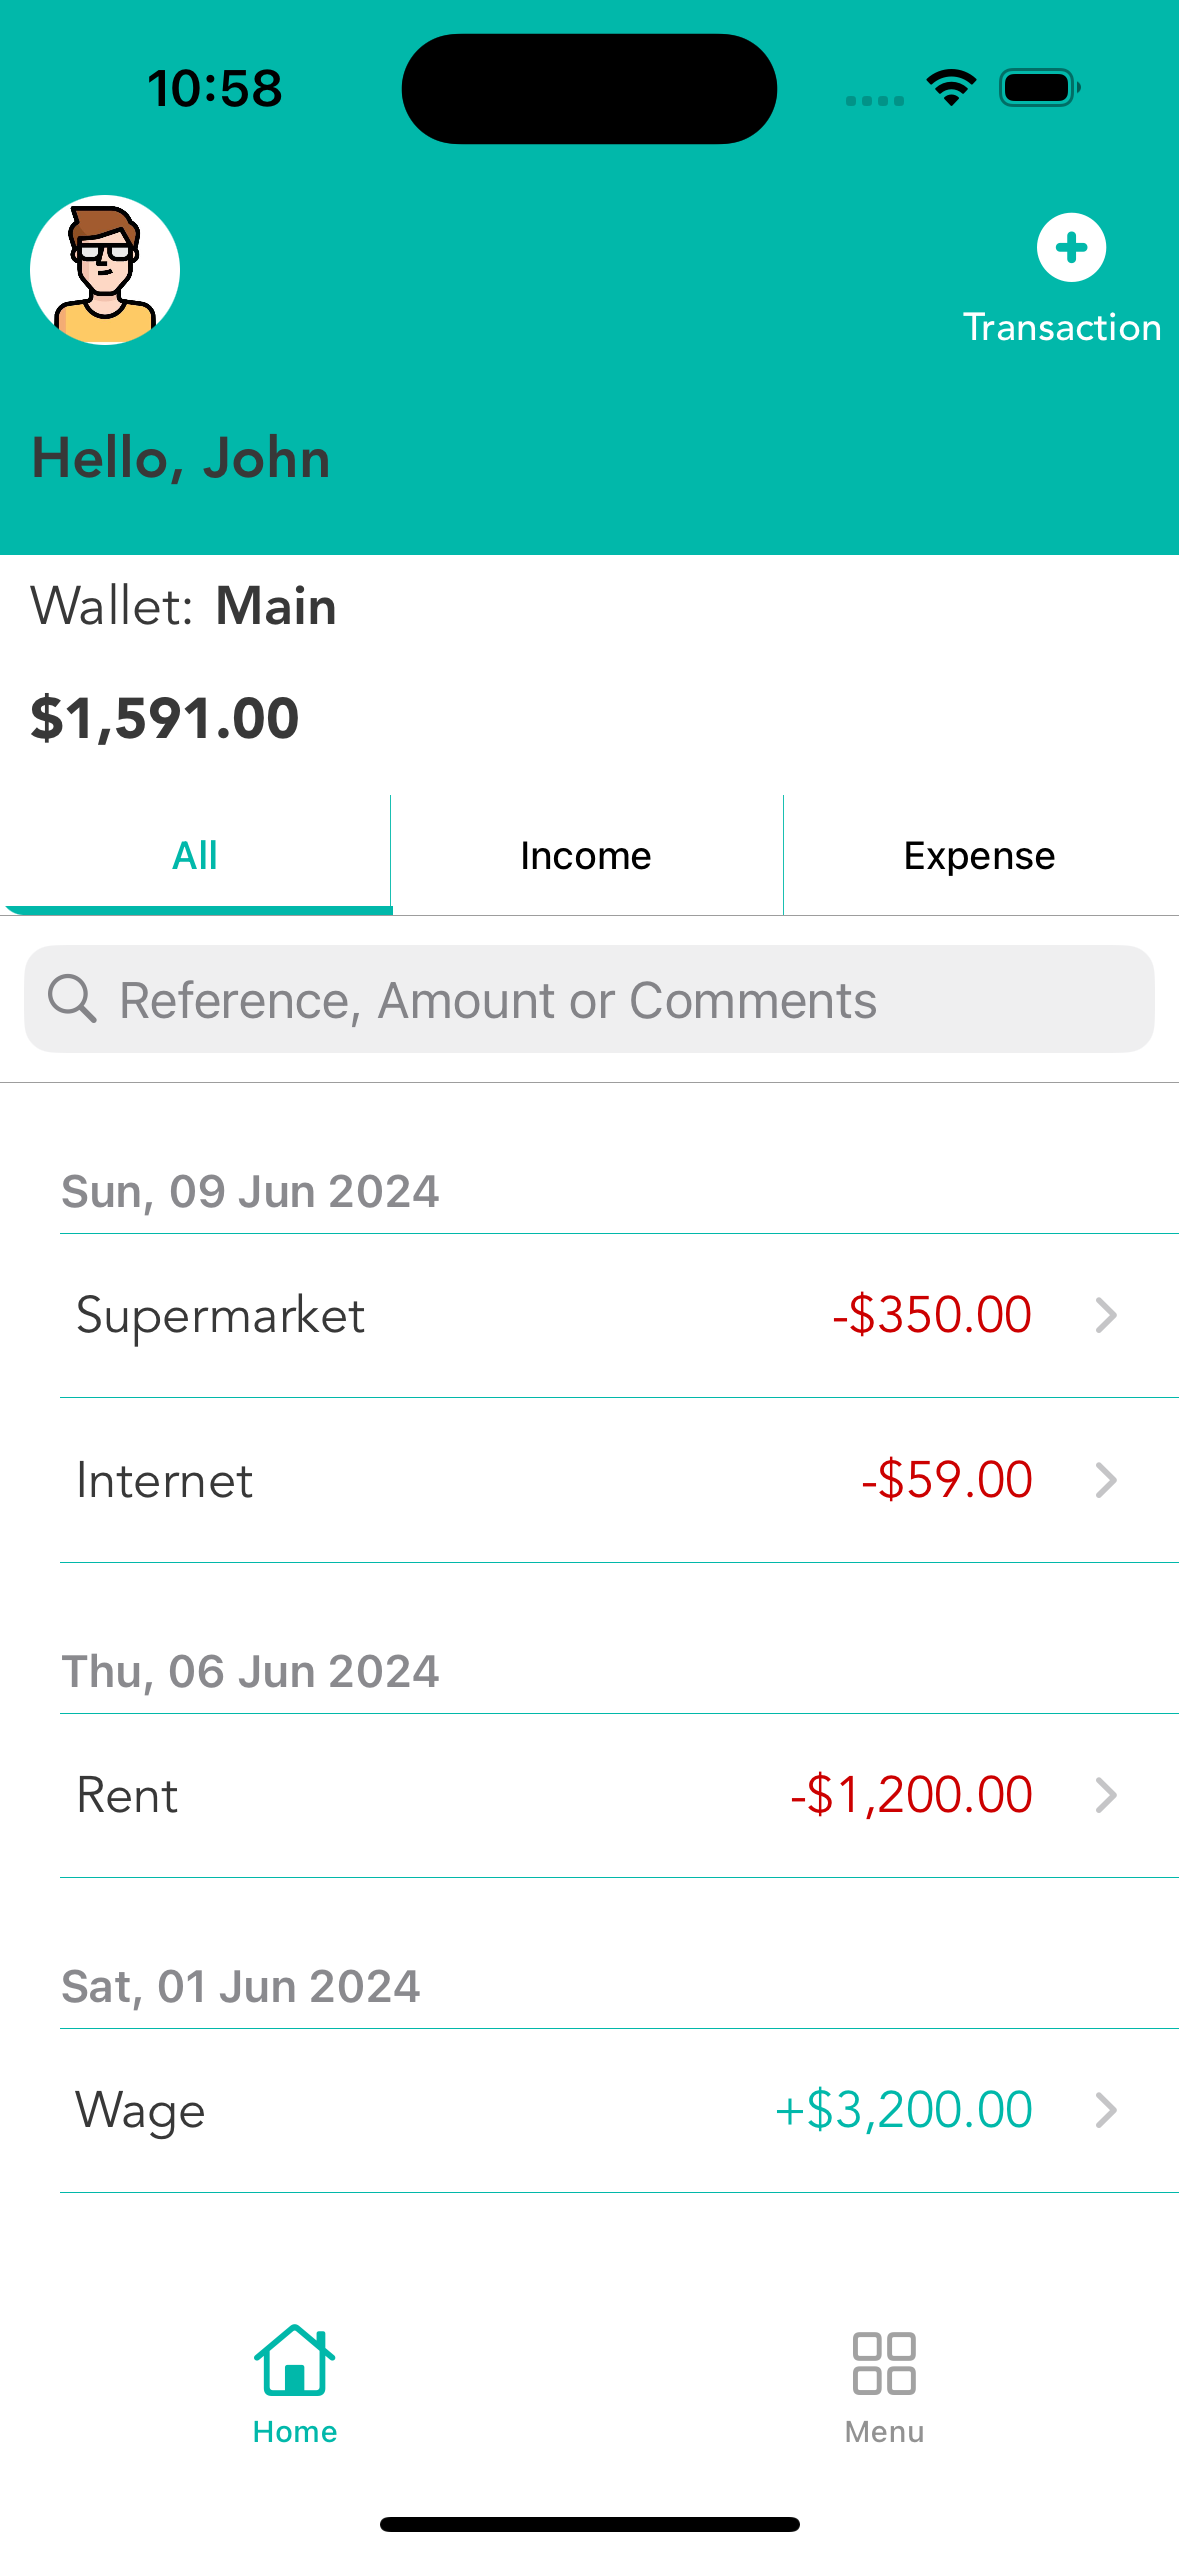 10:58
Transaction
Hello, John
Wallet: Main
$1,591.00
All Income Expense
Reference, Amount or Comments
Sun, 09 Jun 2024
Supermarket -$350.00
Internet -$59.00
Thu, 06 Jun 2024
Rent -$1,200.00
Sat, 01 Jun 2024
Wage +$3,200.00
Home Menu